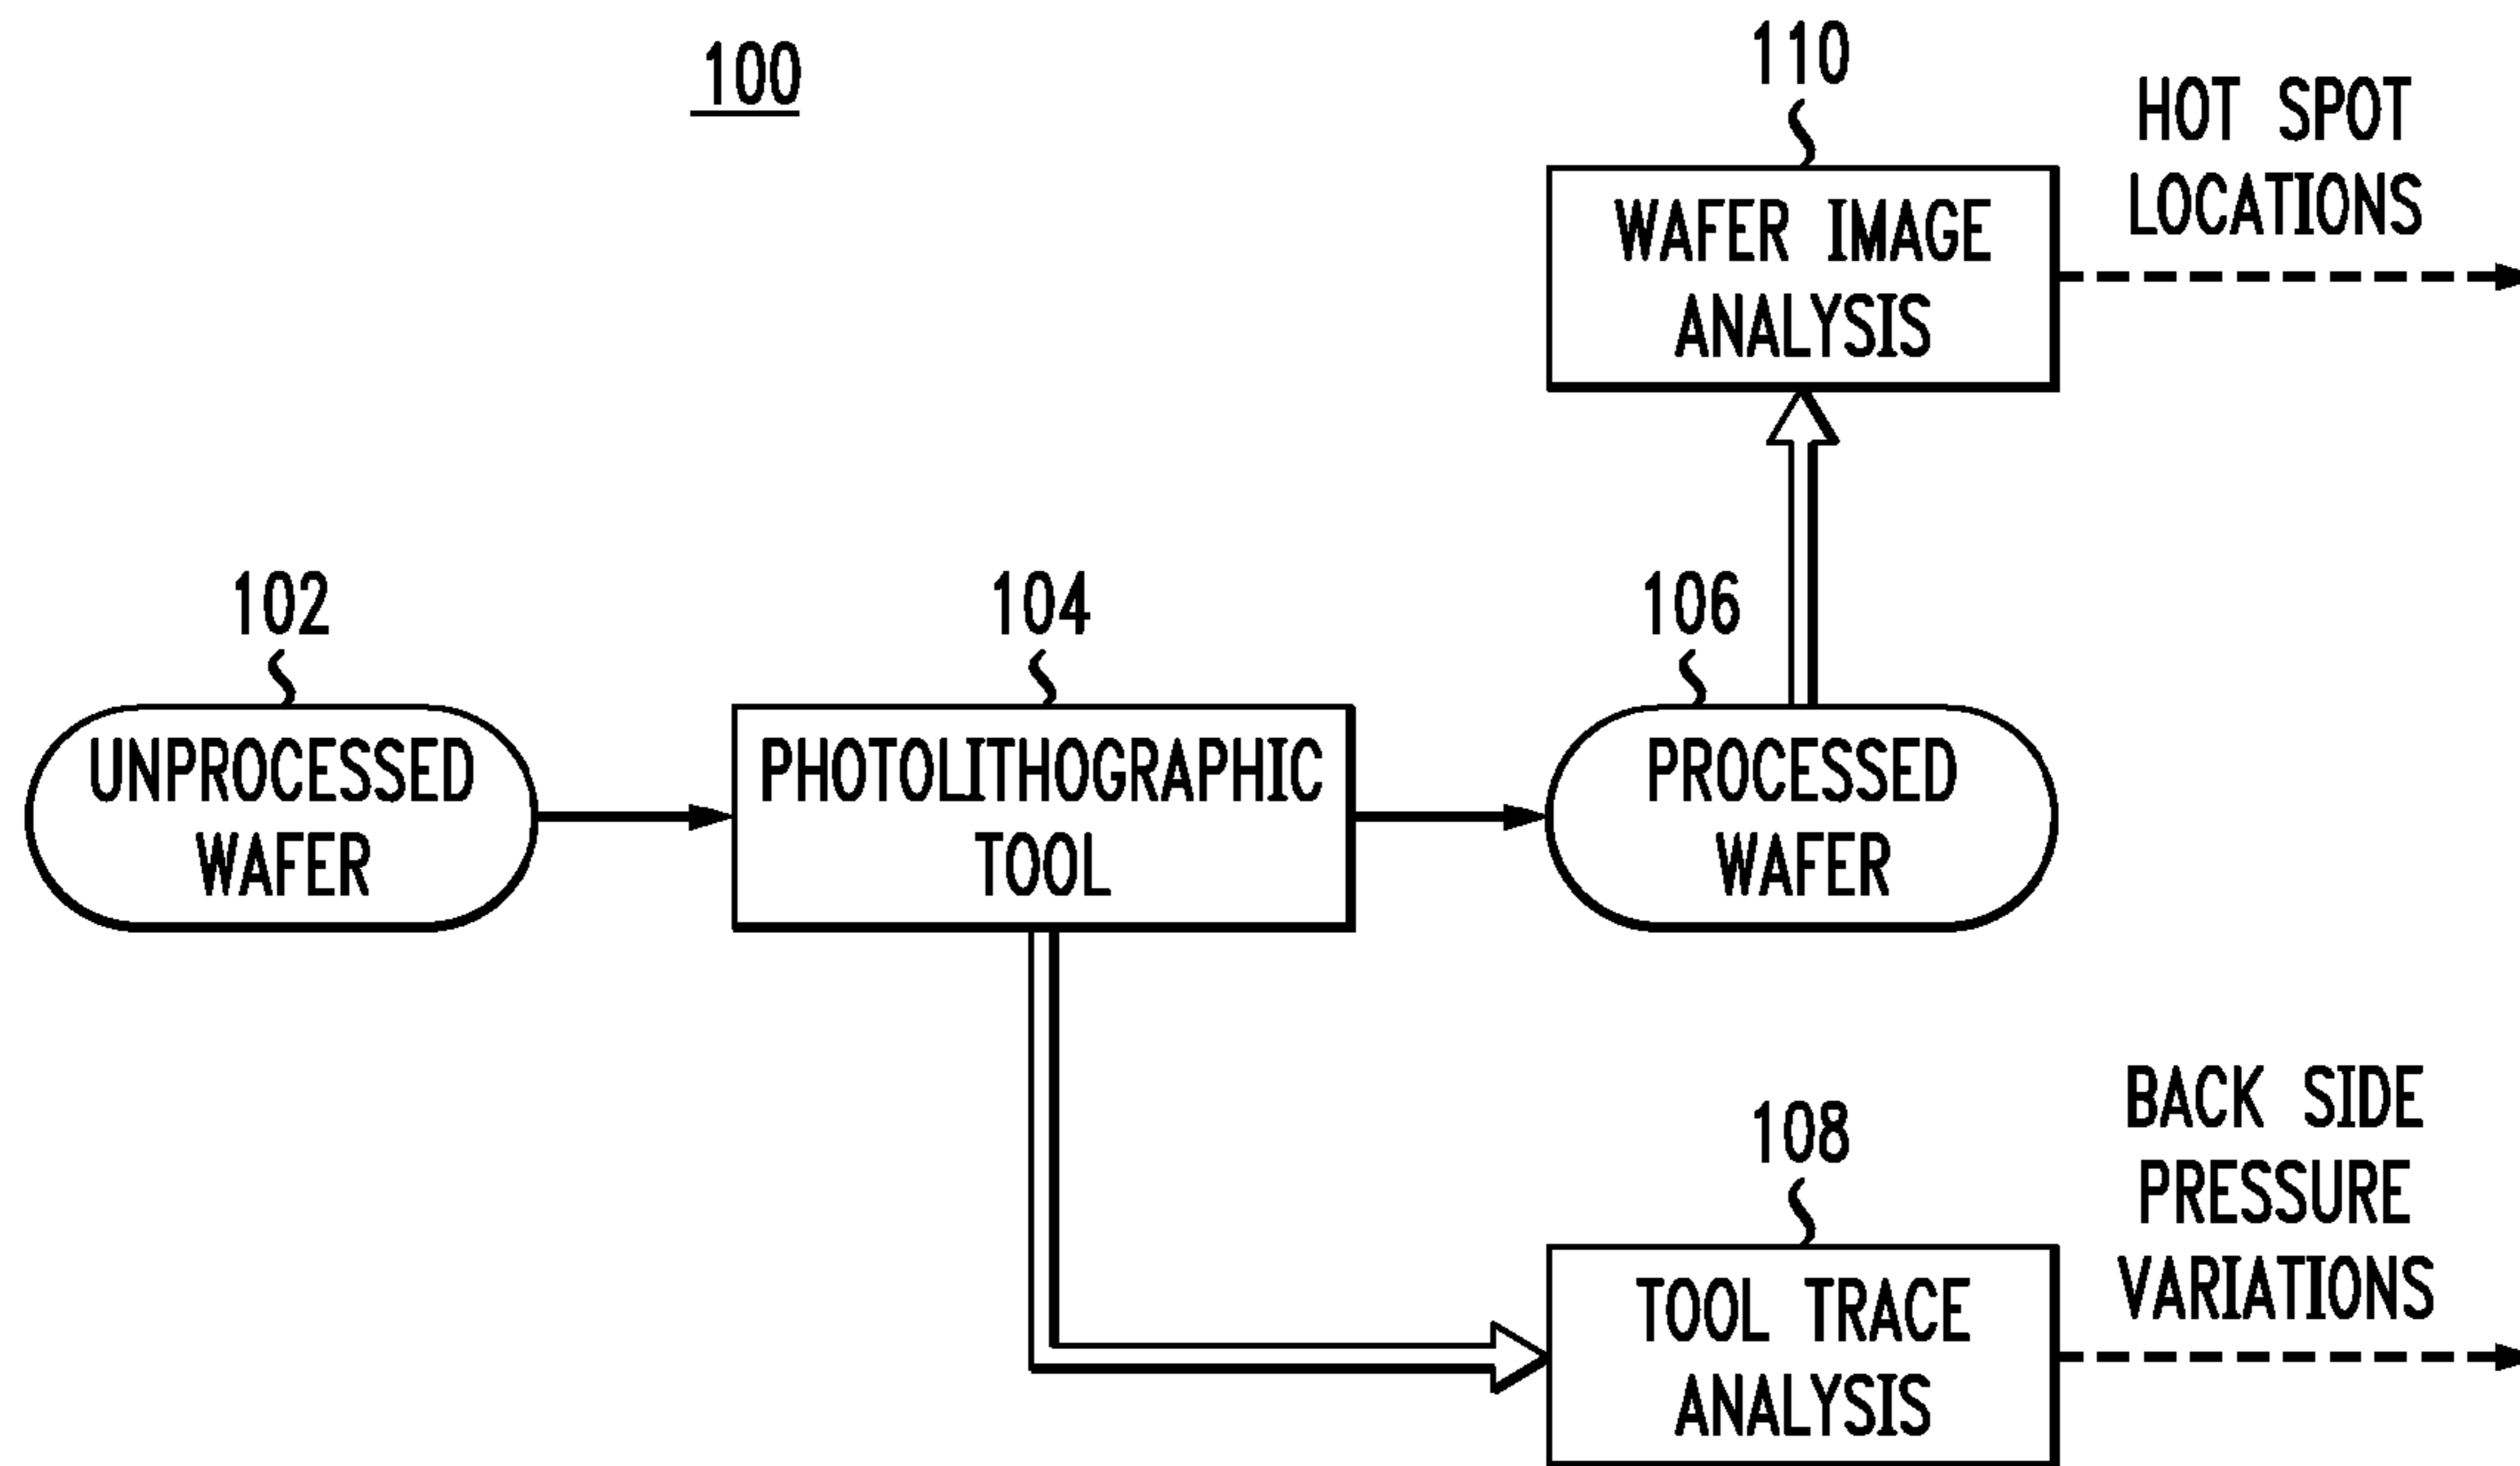 100
110
WAFER IMAGE
ANALYSIS
HOT SPOT
LOCATIONS
102
UNPROCESSED
WAFER
104
PHOTOLITHOGRAPHIC
TOOL
106
PROCESSED
WAFER
108
TOOL TRACE
ANALYSIS
BACK SIDE
PRESSURE
VARIATIONS